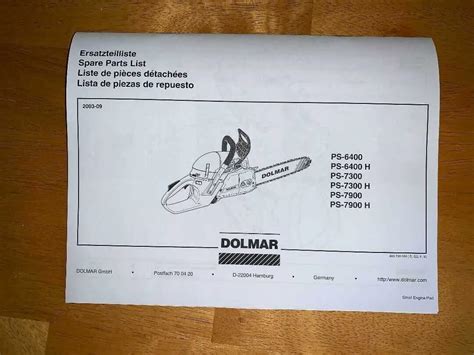 Ersatzteilliste
Spare Parts List
Liste de pièces détachées
Lista de piezas de repuesto
2003-09
DOLMAR
PS-6400
PS-6400 H
PS-7300
PS-7300 H
PS-7900
PS-7900 H
DOLMAR
DOLMAR GmbH • Postfach 70 04 20 • D-22004 Hamburg • Germany • http://www.dolmar.com